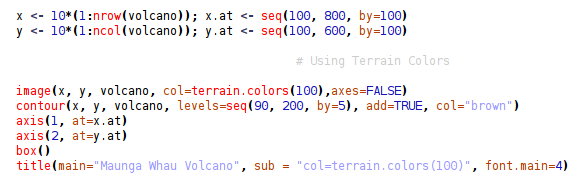 x <- 10*(1:nrow(volcano)); x.at <- seq(100, 800, by=100)
y <- 10*(1:ncol(volcano)); y.at <- seq(100, 600, by=100)
# Using Terrain Colors
image(x, y, volcano, col=terrain.colors(100),axes=FALSE)
contour(x, y, volcano, levels=seq(90, 200, by=5), add=TRUE, col="brown")
axis(1, at=x.at)
axis(2, at=y.at)
box()
title(main="Maunga Whau Volcano", sub = "col=terrain.colors(100)", font.main=4)